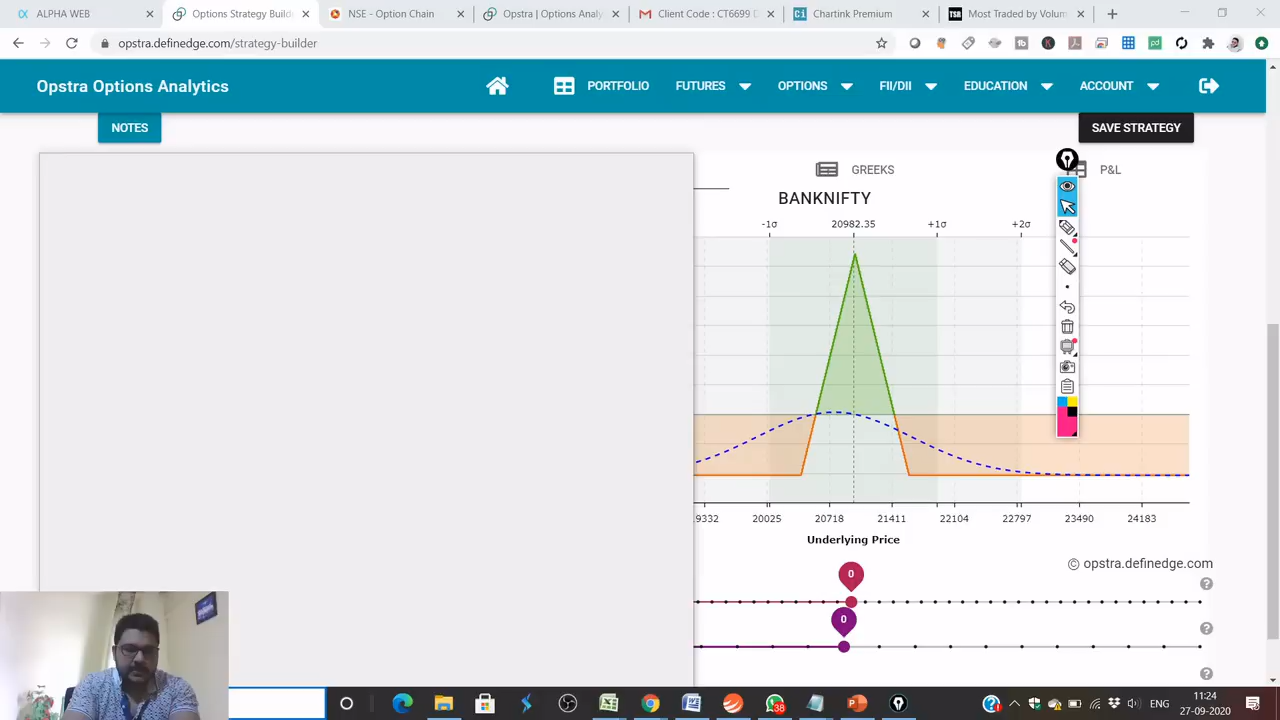 ALPHA WEB
Options Strategy Build
NSE - Option Chain
Opstra | Options Analy
Client Code : CT6699 D
Chartink Premium
Most Traded by Volum
opstra.definedge.com/strategy-builder
Opstra Options Analytics
PORTFOLIO
FUTURES
OPTIONS
FII/DII
EDUCATION
ACCOUNT
NOTES
SAVE STRATEGY
GREEKS
P&L
BANKNIFTY
-1σ
20982.35
+1σ
+2σ
9332
20025
20718
21411
22104
22797
23490
24183
Underlying Price
© opstra.definedge.com
0
0
38
ENG
11:24
27-09-2020